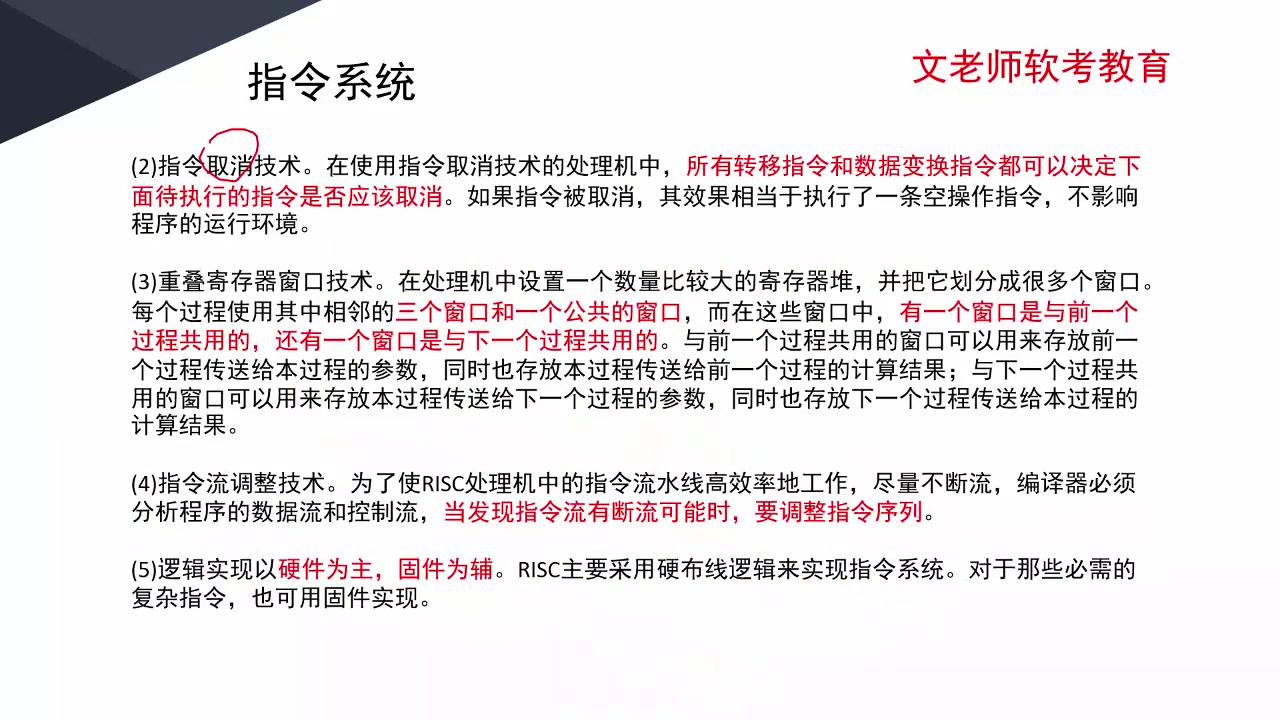 指令系统
文老师软考教育
(2)指令取消技术。在使用指令取消技术的处理机中，所有转移指令和数据变换指令都可以决定下
面待执行的指令是否应该取消。如果指令被取消，其效果相当于执行了一条空操作指令，不影响
程序的运行环境。
(3)重叠寄存器窗口技术。在处理机中设置一个数量比较大的寄存器堆，并把它划分成很多个窗口。
每个过程使用其中相邻的三个窗口和一个公共的窗口，而在这些窗口中，有一个窗口是与前一个
过程共用的，还有一个窗口是与下一个过程共用的。与前一个过程共用的窗口可以用来存放前一
个过程传送给本过程的参数，同时也存放本过程传送给前一个过程的计算结果；与下一个过程共
用的窗口可以用来存放本过程传送给下一个过程的参数，同时也存放下一个过程传送给本过程的
计算结果。
(4)指令流调整技术。为了使RISC处理机中的指令流水线高效率地工作，尽量不断流，编译器必须
分析程序的数据流和控制流，当发现指令流有断流可能时，要调整指令序列。
(5)逻辑实现以硬件为主，固件为辅。RISC主要采用硬布线逻辑来实现指令系统。对于那些必需的
复杂指令，也可用固件实现。